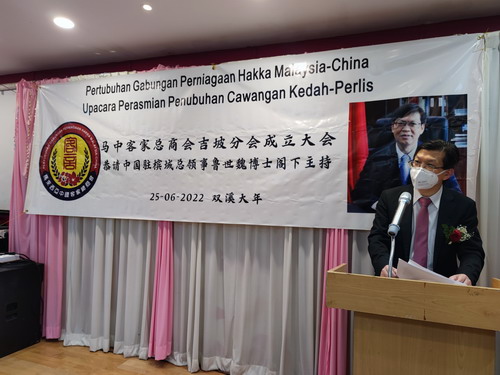 Pertubuhan Gabungan Perniagaan Hakka Malaysia-China
Upacara Perasmian Penubuhan Cawangan Kedah-Perlis
马中客家总商会吉坡分会成立大会
恭请中国驻槟城总领事鲁世巍博士阁下主持
25-06-2022 双溪大年